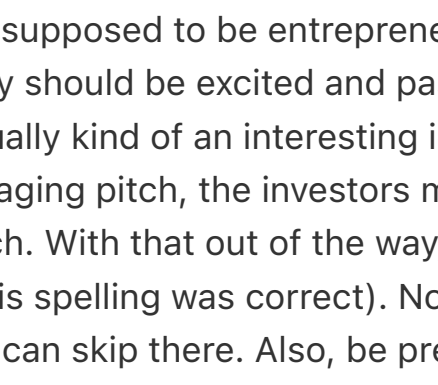 supposed to be entreprene
y should be excited and pa
ually kind of an interesting i
aging pitch, the investors m
ch. With that out of the way
is spelling was correct). No
can skip there. Also, be pre